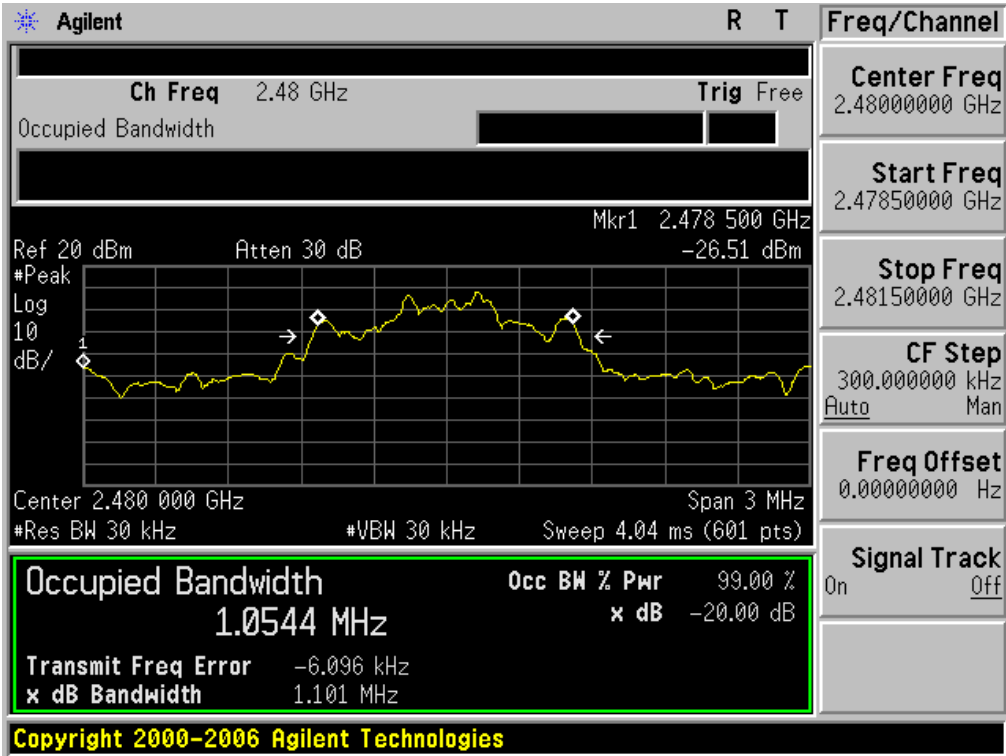 Agilent R T Freq/Channel
Ch Freq 2.48 GHz Trig Free
Occupied Bandwidth
Center Freq
2.48000000 GHz
Start Freq
2.47850000 GHz
Stop Freq
2.48150000 GHz
CF Step
300.000000 kHz
Auto Man
Freq Offset
0.00000000 Hz
Signal Track
On Off
Mkr1 2.478 500 GHz
Ref 20 dBm Atten 30 dB -26.51 dBm
#Peak
Log
10
dB/
1
Center 2.480 000 GHz Span 3 MHz
#Res BW 30 kHz #VBW 30 kHz Sweep 4.04 ms (601 pts)
Occupied Bandwidth Occ BW % Pwr 99.00 %
1.0544 MHz x dB -20.00 dB
Transmit Freq Error -6.096 kHz
x dB Bandwidth 1.101 MHz
Copyright 2000-2006 Agilent Technologies